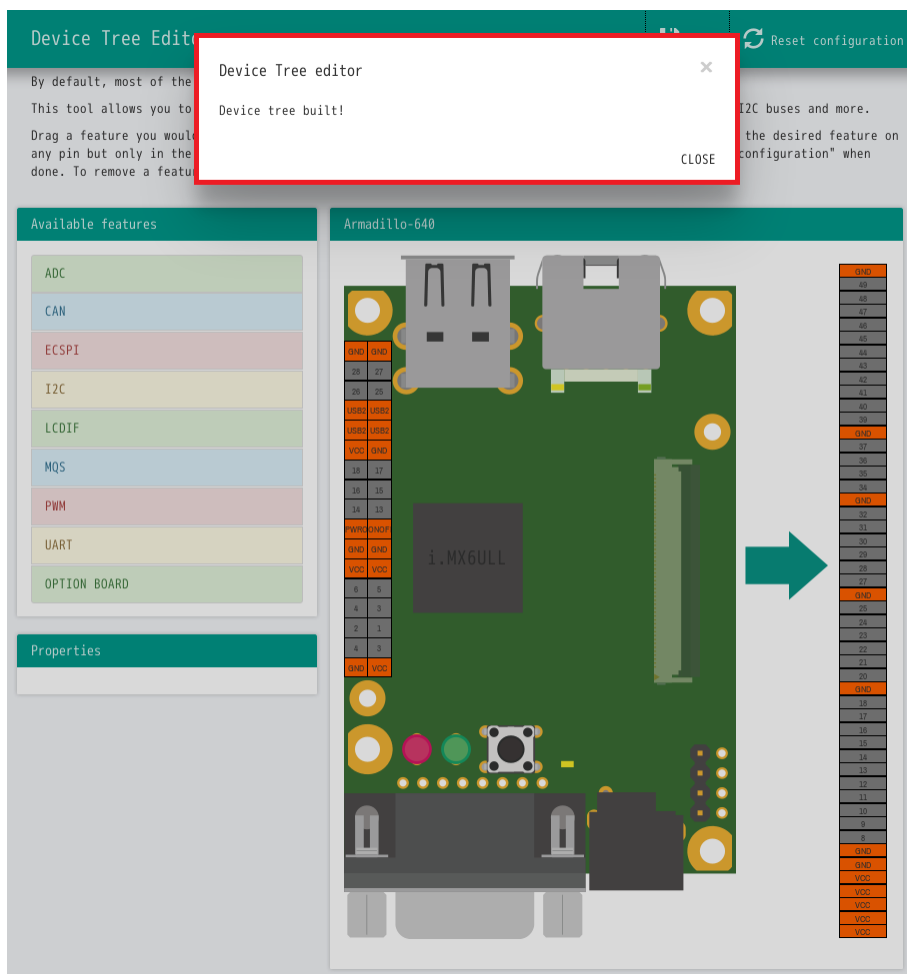 Device Tree
Reset configuration
Device Tree editor
×
Device tree built!
CLOSE
By default, most of the
This tool allows you to
I2C buses and more.
Drag a feature you
the desired feature on
any pin but only in the
configuration" when
done. To remove a
Available features
ADC
CAN
ECSPI
I2C
LCDIF
MQS
PWM
UART
OPTION BOARD
Properties
Armadillo-640
GND GND
28 27
26 25
USB2 USB2
USB2 USB2
VCC GND
18 17
16 15
14 13
GND GND
VCC VCC
6 5
4 3
2 1
4 3
GND VCC
i.MX6ULL
GND
49
48
47
46
45
44
43
42
41
40
39
GND
37
36
35
34
GND
32
31
30
29
28
27
GND
25
24
23
22
21
20
GND
18
17
16
15
14
13
12
11
10
9
8
GND
GND
VCC
VCC
VCC
VCC
VCC